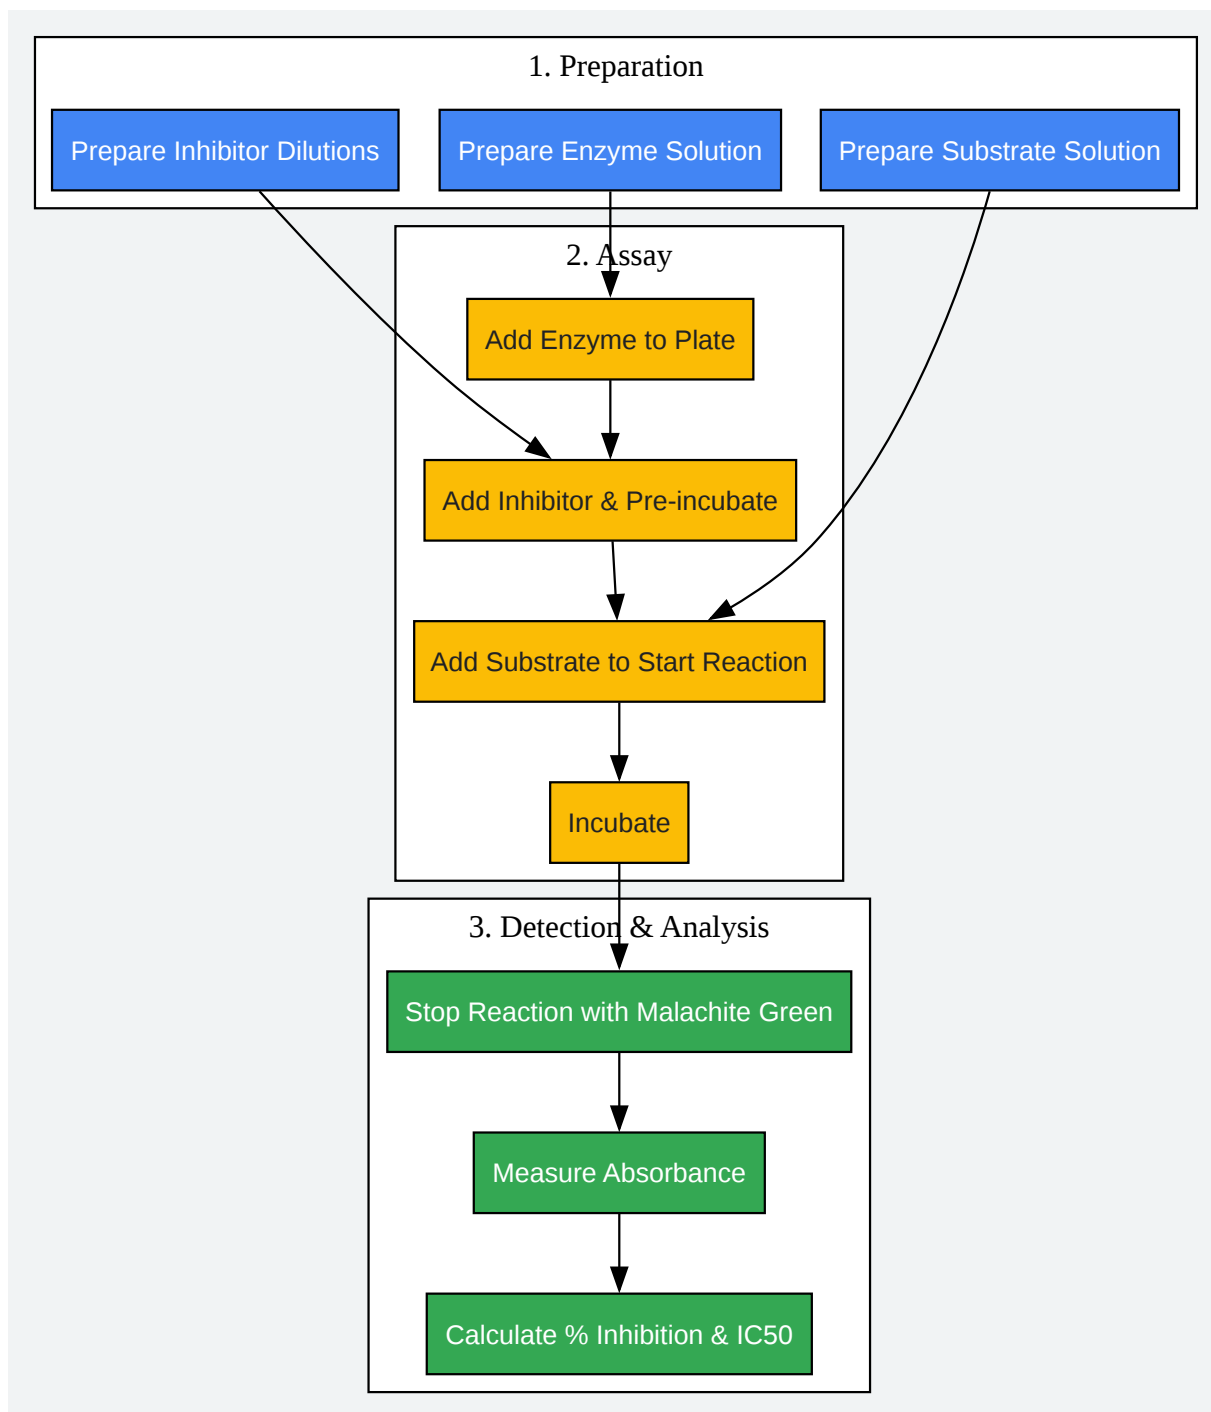 1. Preparation
Prepare Inhibitor Dilutions
Prepare Enzyme Solution
Prepare Substrate Solution
2. Assay
Add Enzyme to Plate
Add Inhibitor & Pre-incubate
Add Substrate to Start Reaction
Incubate
3. Detection & Analysis
Stop Reaction with Malachite Green
Measure Absorbance
Calculate % Inhibition & IC50